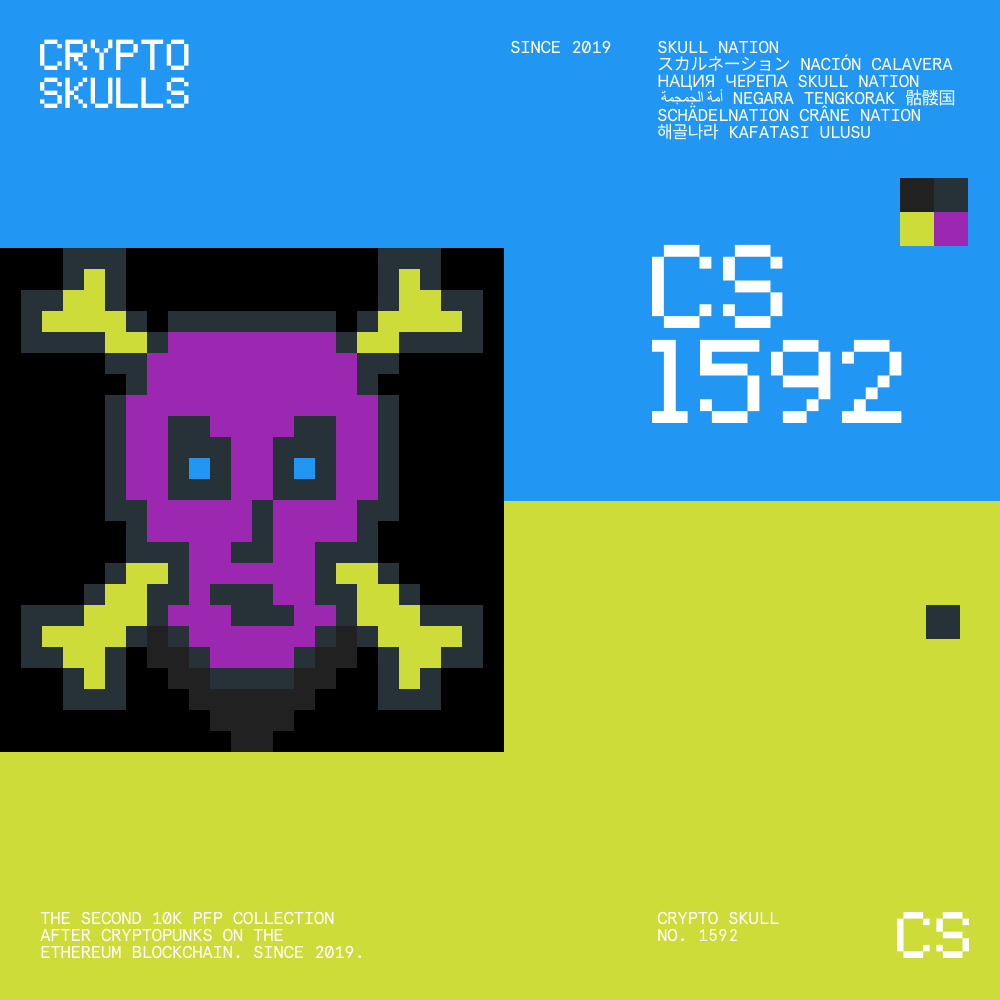 CRYPTO
SKULLS
SINCE 2019
SKULL NATION
スカルネーション NACIÓN CALAVERA
НАЦИЯ ЧЕРЕПА SKULL NATION
أمة الجمجمة NEGARA TENGKORAK 骷髅国
SCHÄDELNATION CRÂNE NATION
해골나라 KAFATASI ULUSU
CS
1592
THE SECOND 10K PFP COLLECTION
AFTER CRYPTOPUNKS ON THE
ETHEREUM BLOCKCHAIN. SINCE 2019.
CRYPTO SKULL
NO. 1592
CS